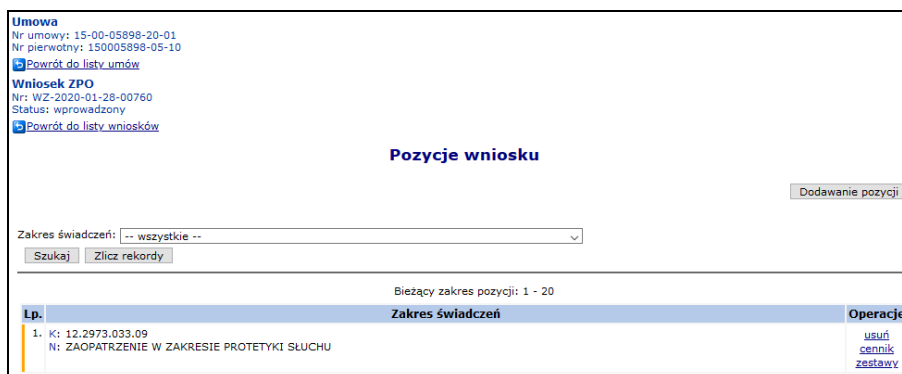 Umowa
Nr umowy: 15-00-05898-20-01
Nr pierwotny: 150005898-05-10
Powrót do listy umów
Wniosek ZPO
Nr: WZ-2020-01-28-00760
Status: wprowadzony
Powrót do listy wniosków
Pozycje wniosku
Dodawanie pozycji
Zakres świadczeń: -- wszystkie --
Szukaj Zlicz rekordy
Bieżący zakres pozycji: 1 - 20
Lp. Zakres świadczeń Operacje
1. K: 12.2973.033.09 usuń
N: ZAOPATRZENIE W ZAKRESIE PROTETYKI SŁUCHU cennik
zestawy